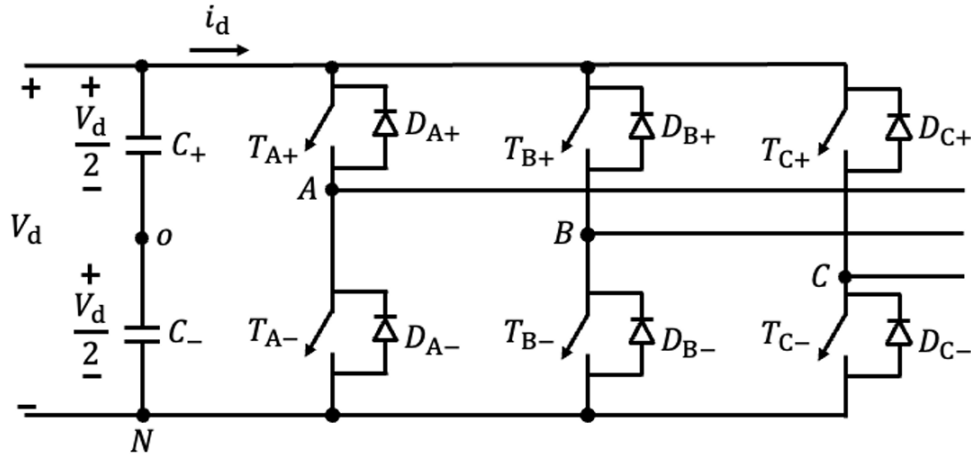 i_d
+ + V_d/2 − C_+ T_A+ D_A+ T_B+ D_B+ T_C+ D_C+
A
V_d o B
C
+ V_d/2 − C_− T_A− D_A− T_B− D_B− T_C− D_C−
−
N